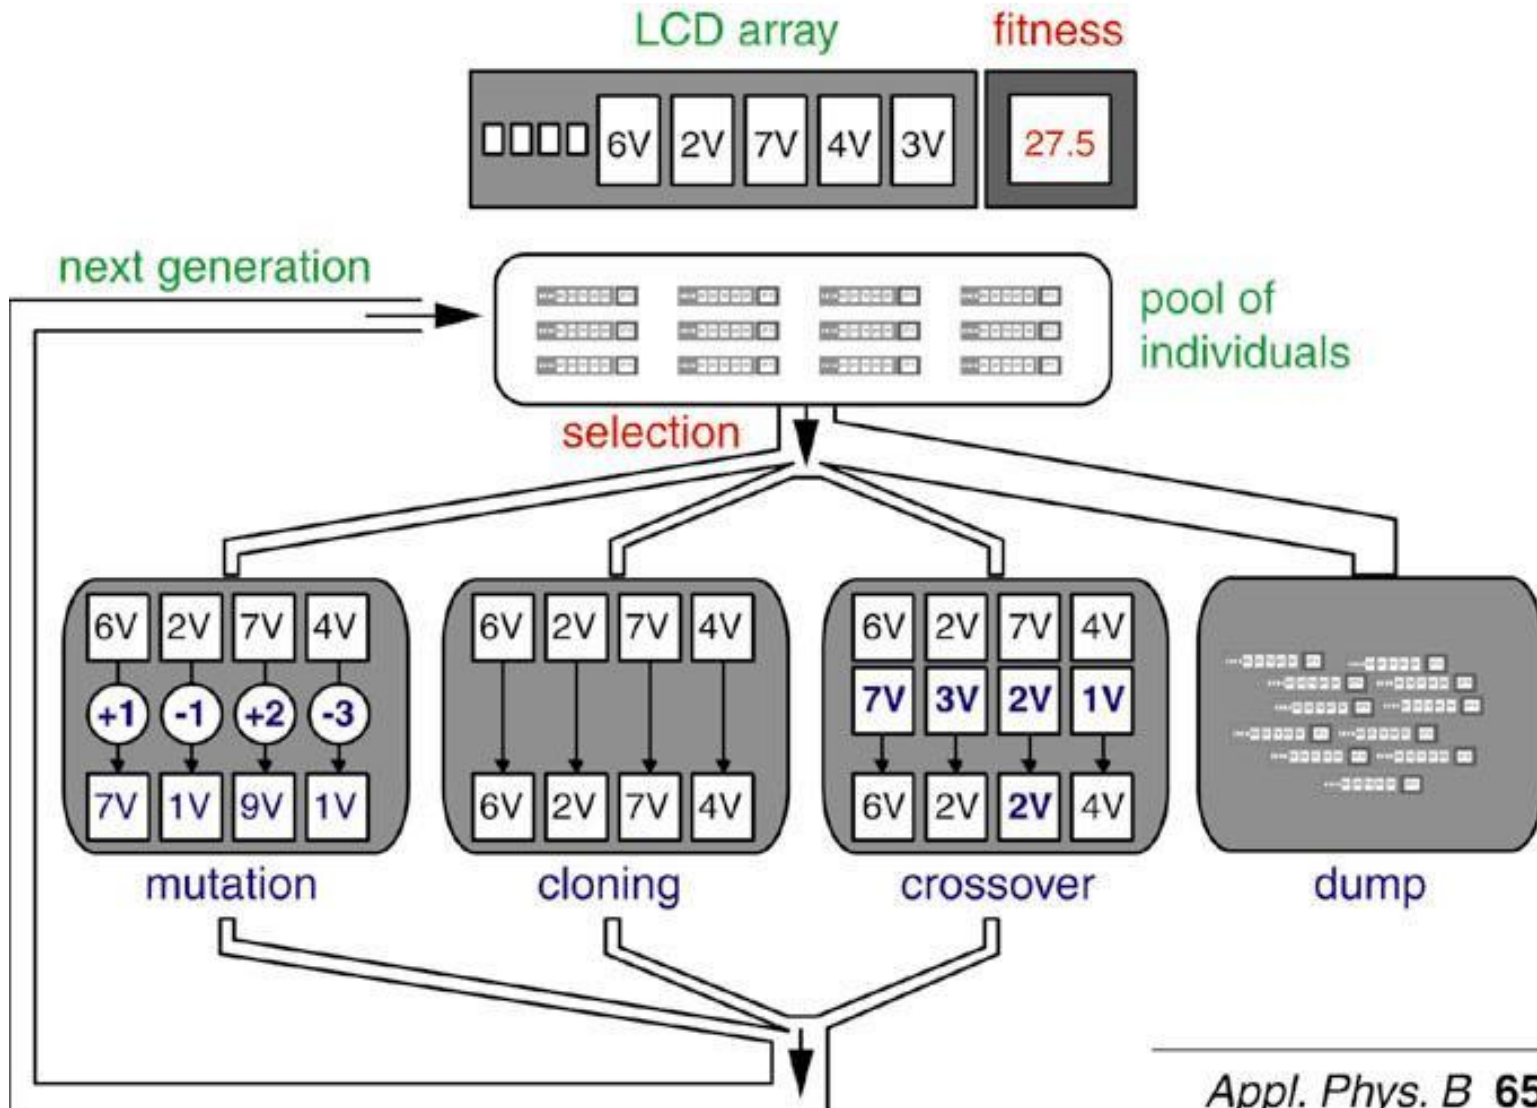 LCD array fitness
6V 2V 7V 4V 3V 27.5
next generation
pool of
individuals
selection
6V 2V 7V 4V 6V 2V 7V 4V 6V 2V 7V 4V
+1 -1 +2 -3 7V 3V 2V 1V
7V 1V 9V 1V 6V 2V 7V 4V 6V 2V 2V 4V
mutation cloning crossover dump
Appl. Phys. B 65